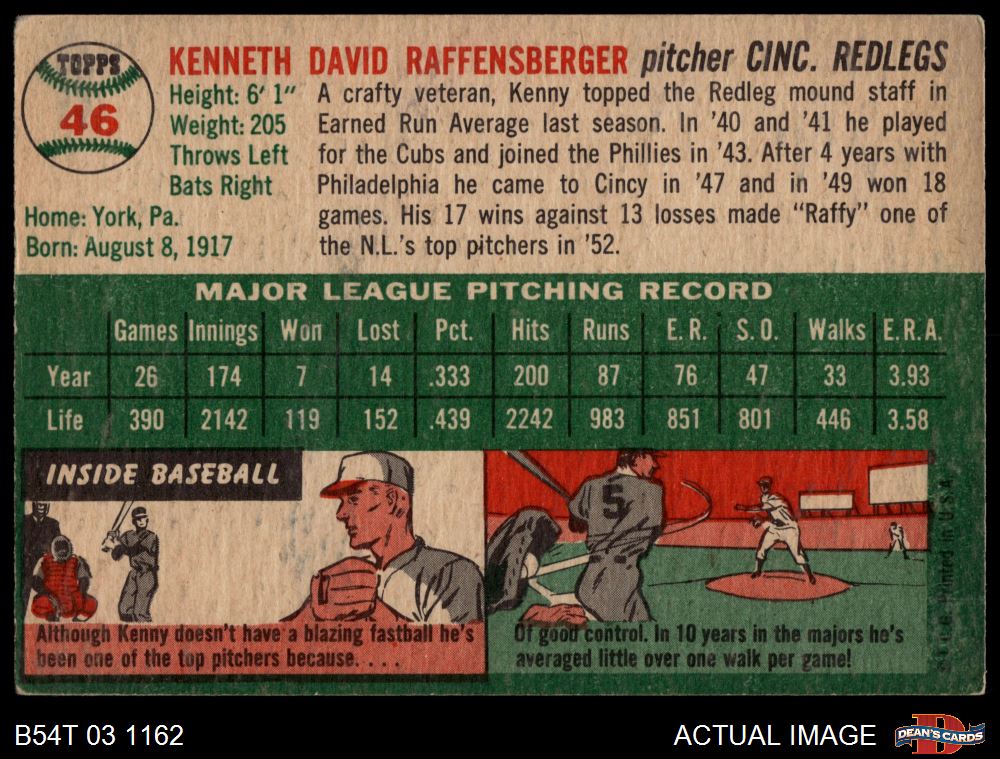 TOPPS
46
KENNETH DAVID RAFFENSBERGER pitcher CINC. REDLEGS
Height: 6' 1"
Weight: 205
Throws Left
Bats Right
Home: York, Pa.
Born: August 8, 1917
A crafty veteran, Kenny topped the Redleg mound staff in
Earned Run Average last season. In '40 and '41 he played
for the Cubs and joined the Phillies in '43. After 4 years with
Philadelphia he came to Cincy in '47 and in '49 won 18
games. His 17 wins against 13 losses made "Raffy" one of
the N.L.'s top pitchers in '52.
MAJOR LEAGUE PITCHING RECORD
Games Innings Won Lost Pct. Hits Runs E. R. S. O. Walks E.R.A.
Year 26 174 7 14 .333 200 87 76 47 33 3.93
Life 390 2142 119 152 .439 2242 983 851 801 446 3.58
INSIDE BASEBALL
Although Kenny doesn't have a blazing fastball he's
been one of the top pitchers because. . . .
5
Of good control. In 10 years in the majors he's
averaged little over one walk per game!
Printed in U.S.A.
B54T 03 1162
ACTUAL IMAGE
DEAN'S CARDS